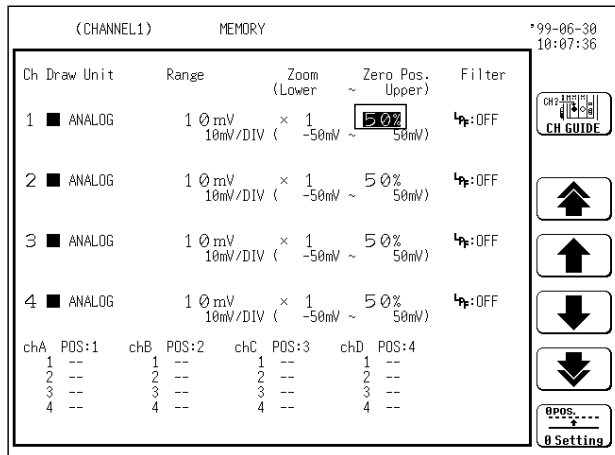 (CHANNEL1) MEMORY '99-06-30
10:07:36
Ch Draw Unit Range Zoom Zero Pos. Filter
(Lower ~ Upper)
1 ■ ANALOG 10mV × 1 50% LPF:OFF
10mV/DIV ( -50mV ~ 50mV)
2 ■ ANALOG 10mV × 1 50% LPF:OFF
10mV/DIV ( -50mV ~ 50mV)
3 ■ ANALOG 10mV × 1 50% LPF:OFF
10mV/DIV ( -50mV ~ 50mV)
4 ■ ANALOG 10mV × 1 50% LPF:OFF
10mV/DIV ( -50mV ~ 50mV)
chA POS:1 chB POS:2 chC POS:3 chD POS:4
1 -- 1 -- 1 -- 1 --
2 -- 2 -- 2 -- 2 --
3 -- 3 -- 3 -- 3 --
4 -- 4 -- 4 -- 4 --
CH2
CH GUIDE
0POS.
0 Setting